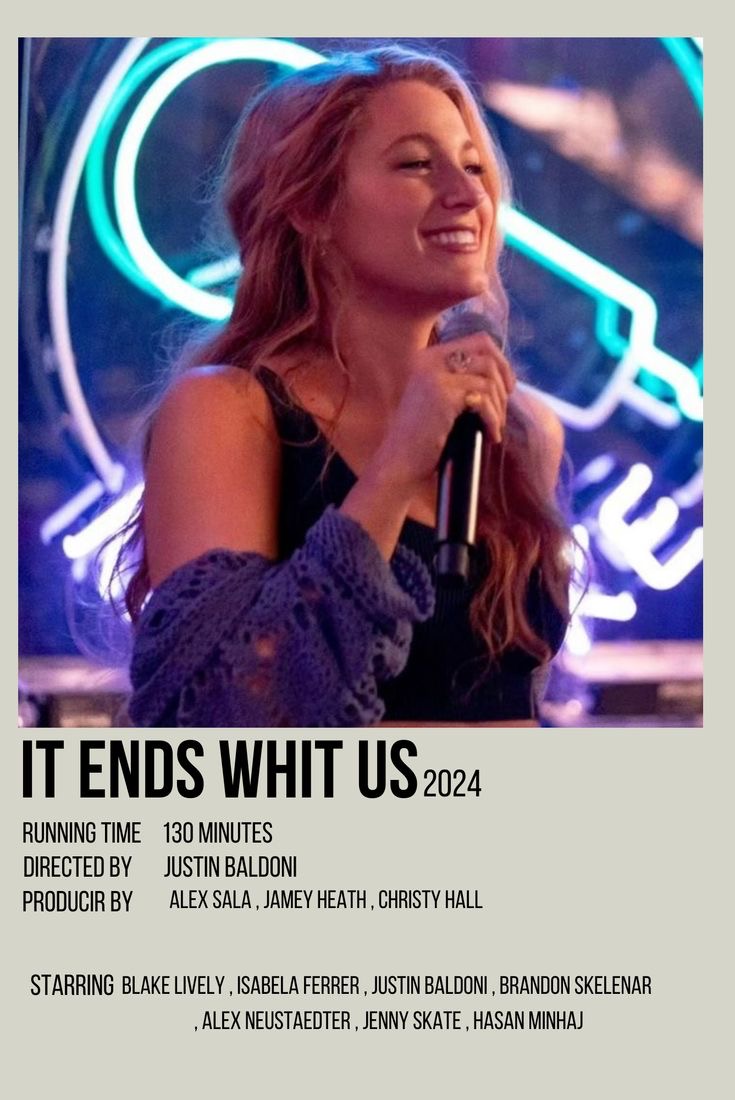 KE
IT ENDS WHIT US 2024
RUNNING TIME 130 MINUTES
DIRECTED BY JUSTIN BALDONI
PRODUCIR BY ALEX SALA , JAMEY HEATH , CHRISTY HALL
STARRING BLAKE LIVELY , ISABELA FERRER , JUSTIN BALDONI , BRANDON SKELENAR
, ALEX NEUSTAEDTER , JENNY SKATE , HASAN MINHAJ